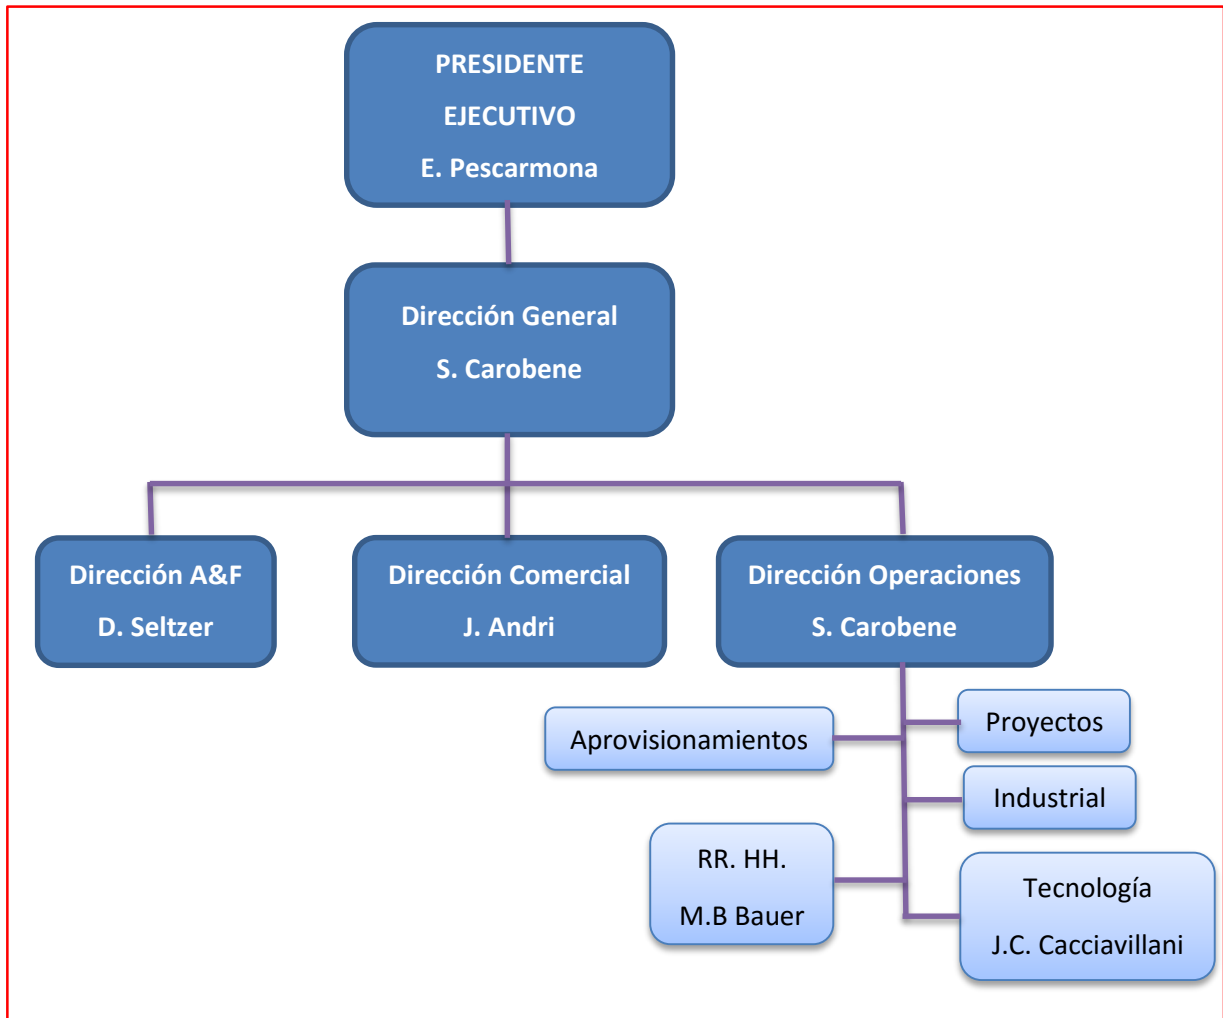 PRESIDENTE
EJECUTIVO
E. Pescarmona
Dirección General
S. Carobene
Dirección A&F
D. Seltzer
Dirección Comercial
J. Andri
Dirección Operaciones
S. Carobene
Aprovisionamientos
Proyectos
Industrial
RR. HH.
M.B Bauer
Tecnología
J.C. Cacciavillani